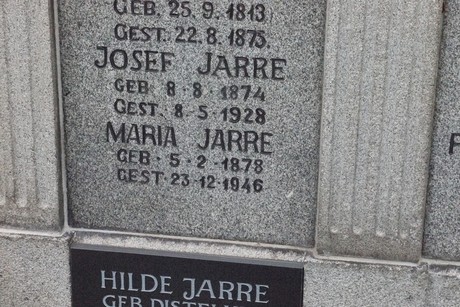 GEB. 25. 9. 1813
GEST. 22. 8. 1875.
JOSEF JARRE
GEB · 8 · 8 · 1874
GEST. 8 · 5 · 1928
MARIA JARRE
GEB · 5 · 2 · 1878
GEST · 23 · 12 · 1946
HILDE JARRE
GEB